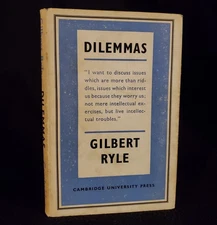 DILEMMAS
"I want to discuss issues
which are more than rid-
dles, issues which interest
us because they worry us;
not mere intellectual ex-
ercises, but live intellec-
tual troubles."
GILBERT
RYLE
CAMBRIDGE UNIVERSITY PRESS
DILEMMAS